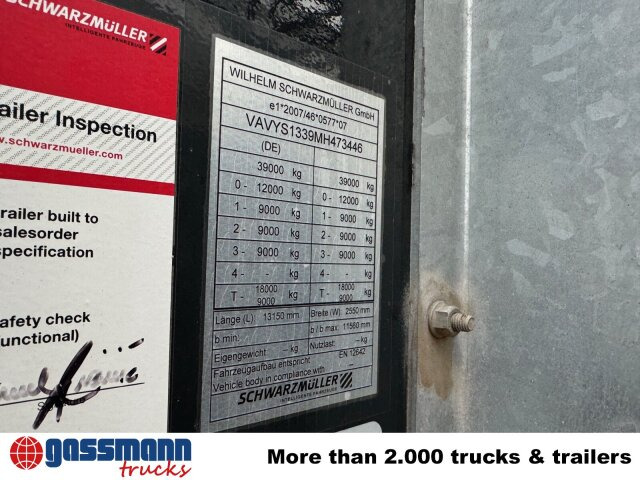 SCHWARZMÜLLER
INTELLIGENTE FAHRZEUGE
ailer Inspection
www.schwarzmueller.com
railer built to
salesorder
specification
afety check
unctional)
WILHELM SCHWARZMÜLLER GmbH
e1*2007/46*0577*07
VAVYS1339MH473446
(DE)
39000 kg 39000 kg
0 - 12000 kg 0 - 12000 kg
1 - 9000 kg 1 - 9000 kg
2 - 9000 kg 2 - 9000 kg
3 - 9000 kg 3 - 9000 kg
4 - - kg 4 - - kg
T - 18000 9000 kg T - 18000 9000 kg
Länge (L): 13150 mm Breite (W): 2550 mm
b min: b / b max: 11580 mm
Eigengewicht: – kg Nutzlast: – kg
Fahrzeugaufbau entspricht EN 12642
Vehicle body in compliance with
SCHWARZMÜLLER
INTELLIGENTE FAHRZEUGE
gassmann
trucks
More than 2.000 trucks & trailers